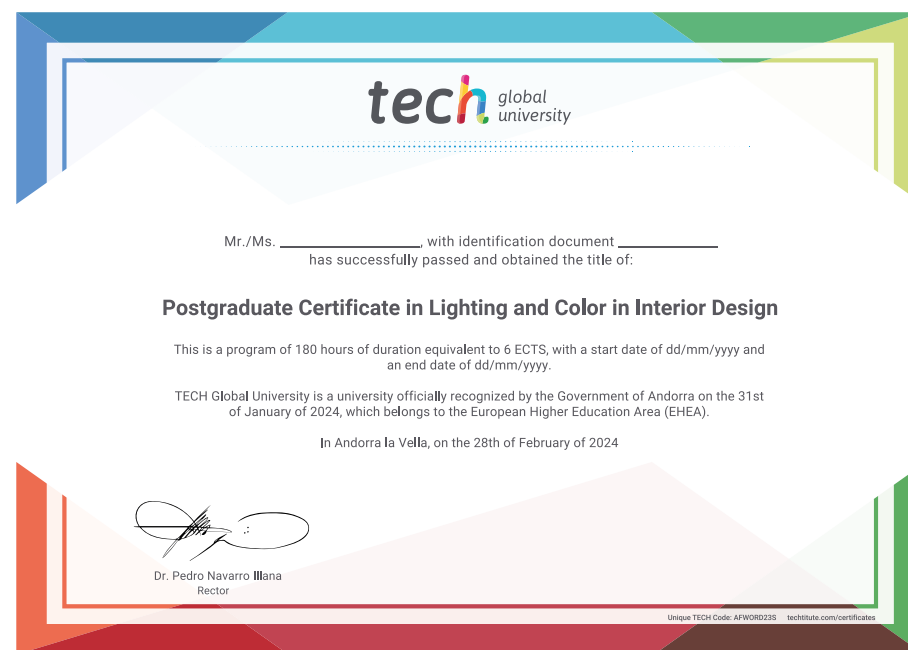 tech global university
Mr./Ms. ____________, with identification document ____________
has successfully passed and obtained the title of:
Postgraduate Certificate in Lighting and Color in Interior Design
This is a program of 180 hours of duration equivalent to 6 ECTS, with a start date of dd/mm/yyyy and
an end date of dd/mm/yyyy.
TECH Global University is a university officially recognized by the Government of Andorra on the 31st
of January of 2024, which belongs to the European Higher Education Area (EHEA).
In Andorra la Vella, on the 28th of February of 2024
Dr. Pedro Navarro Illana
Rector
Unique TECH Code: AFWORD23S techtitute.com/certificates